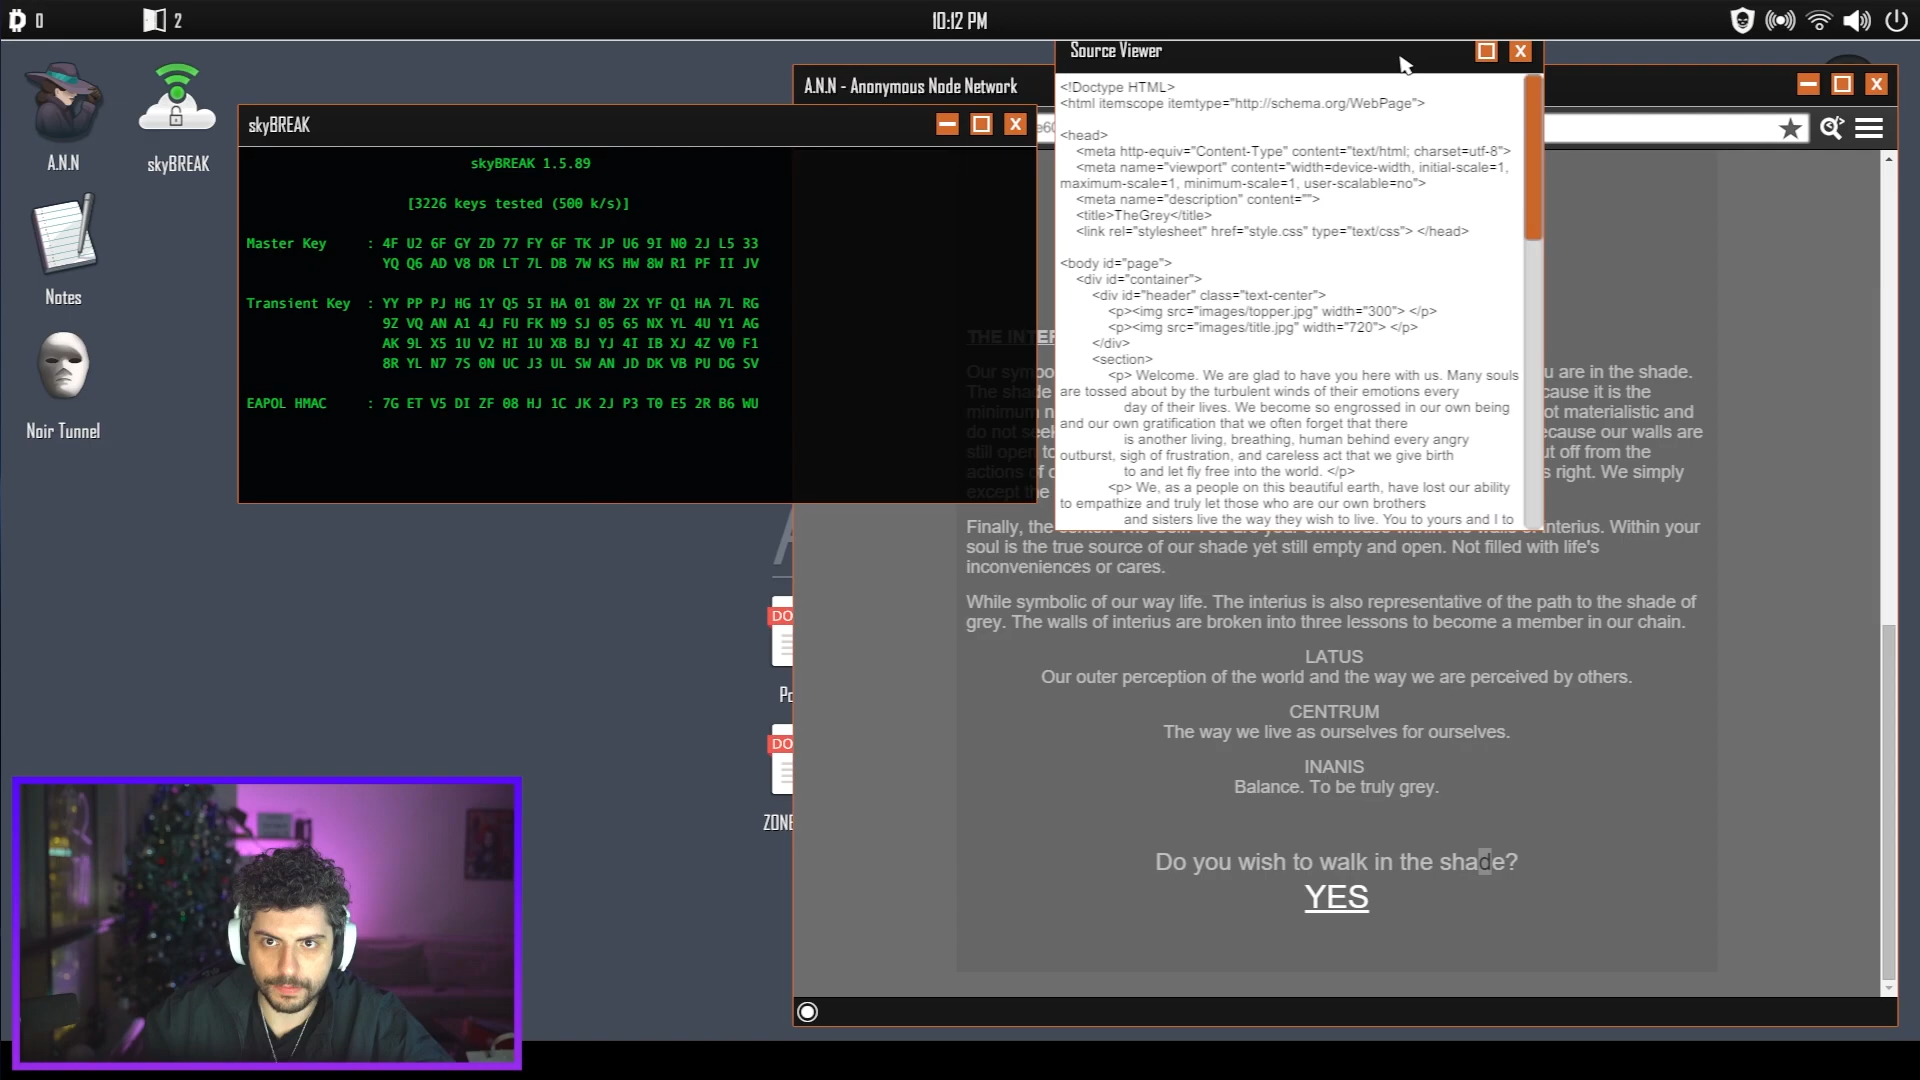 0
2
10:12 PM
A.N.N
skyBREAK
Notes
Noir Tunnel
skyBREAK
skyBREAK 1.5.89
[3226 keys tested (500 k/s)]
Master Key : 4F U2 6F GY ZD 77 FY 6F TK JP U6 9I N0 2J L5 33
YQ Q6 AD V8 DR LT 7L DB 7W KS HW 8W R1 PF II JV
Transient Key : YY PP PJ HG 1Y Q5 5I HA 01 8W 2X YF Q1 HA 7L RG
9Z VQ AN A1 4J FU FK N9 SJ 05 65 NX YL 4U Y1 AG
AK 9L X5 1U V2 HI 1U XB BJ YJ 4I IB XJ 4Z V0 F1
8R YL N7 7S 0N UC J3 UL SW AN JD DK VB PU DG SV
EAPOL HMAC : 7G ET V5 DI ZF 08 HJ 1C JK 2J P3 T0 E5 2R B6 WU
DO
Po
DO
ZONE
A.N.N - Anonymous Node Network
Source Viewer
<!Doctype HTML>
<html itemscope itemtype="http://schema.org/WebPage">
<head>
<meta http-equiv="Content-Type" content="text/html; charset=utf-8">
<meta name="viewport" content="width=device-width, initial-scale=1,
maximum-scale=1, minimum-scale=1, user-scalable=no">
<meta name="description" content="">
<title>TheGrey</title>
<link rel="stylesheet" href="style.css" type="text/css"> </head>
<body id="page">
<div id="container">
<div id="header" class="text-center">
<p><img src="images/topper.jpg" width="300"> </p>
<p><img src="images/title.jpg" width="720"> </p>
</div>
<section>
<p> Welcome. We are glad to have you here with us. Many souls
are tossed about by the turbulent winds of their emotions every
day of their lives. We become so engrossed in our own being
and our own gratification that we often forget that there
is another living, breathing, human behind every angry
outburst, sigh of frustration, and careless act that we give birth
to and let fly free into the world. </p>
<p> We, as a people on this beautiful earth, have lost our ability
to empathize and truly let those who are our own brothers
and sisters live the way they wish to live. You to yours and I to
THE INTER
Our symbo u are in the shade.
The shade cause it is the
minimum n ot materialistic and
do not seek ecause our walls are
still open to ut off from the
actions of o s right. We simply
except the
Finally, the interius. Within your
soul is the true source of our shade yet still empty and open. Not filled with life's
inconveniences or cares.
While symbolic of our way life. The interius is also representative of the path to the shade of
grey. The walls of interius are broken into three lessons to become a member in our chain.
LATUS
Our outer perception of the world and the way we are perceived by others.
CENTRUM
The way we live as ourselves for ourselves.
INANIS
Balance. To be truly grey.
Do you wish to walk in the shade?
YES